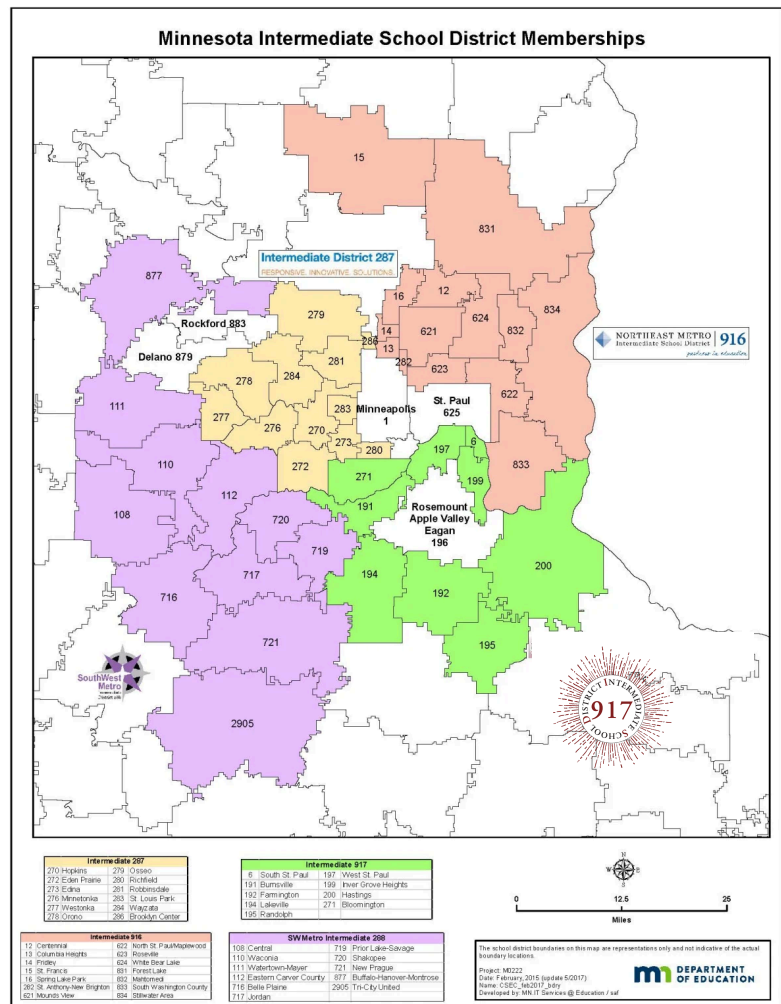 Minnesota Intermediate School District Memberships
15
831
877
Intermediate District 287
RESPONSIVE. INNOVATIVE. SOLUTIONS.
16
12
279
834
Rockford 883
14
621
624
832
286
13
NORTHEAST METRO 916
Intermediate School District
Delano 879
281
282
278
284
623
622
111
283
Minneapolis
1
St. Paul
625
277
276
270
273
280
197
6
110
272
271
833
199
112
191
108
720
Rosemount
Apple Valley
Eagan
196
719
200
717
194
192
716
721
195
SouthWest
Metro
DISTRICT INTERMEDIATE SCHOOL
917
2905
Intermediate 287
270 Hopkins 279 Osseo
272 Eden Prairie 280 Richfield
273 Edina 281 Robbinsdale
276 Minnetonka 283 St. Louis Park
277 Westonka 284 Wayzata
278 Orono 286 Brooklyn Center
Intermediate 917
6 South St. Paul 197 West St. Paul
191 Burnsville 199 Inver Grove Heights
192 Farmington 200 Hastings
194 Lakeville 271 Bloomington
195 Randolph
N
W E
S
0 12.5 25
Miles
Intermediate 916
12 Centennial 622 North St. Paul/Maplewood
13 Columbia Heights 623 Roseville
14 Fridley 624 White Bear Lake
15 St. Francis 831 Forest Lake
16 Spring Lake Park 832 Mahtomedi
282 St. Anthony-New Brighton 833 South Washington County
621 Mounds View 834 Stillwater Area
SW Metro Intermediate 288
108 Central 719 Prior Lake-Savage
110 Waconia 720 Shakopee
111 Watertown-Mayer 721 New Prague
112 Eastern Carver County 877 Buffalo-Hanover-Montrose
716 Belle Plaine 2905 Tri-City United
717 Jordan
The school district boundaries on this map are representations only and not indicative of the actual
boundary locations.
Project: M0222
Date: February, 2015 (update 5/2017)
Name: CSEC_feb2017_bdry
Developed by: MN.IT Services @ Education / saf
DEPARTMENT
OF EDUCATION